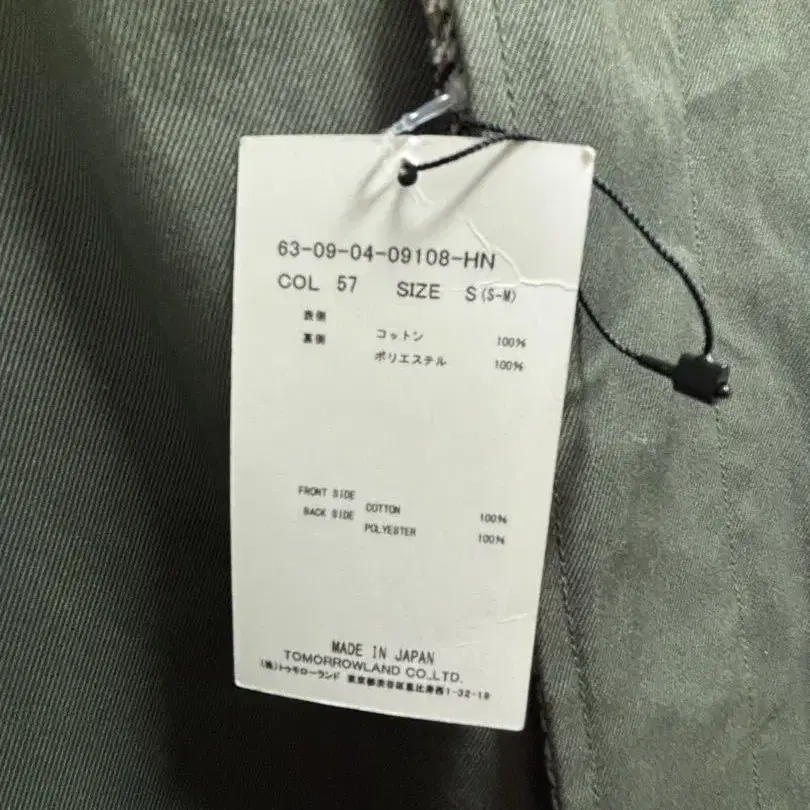 63-09-04-09108-HN
COL 57 SIZE S(S-M)
表側
コットン 100%
裏側
ポリエステル 100%
FRONT SIDE
COTTON 100%
BACK SIDE
POLYESTER 100%
MADE IN JAPAN
TOMORROWLAND CO.,LTD.
(株)トゥモローランド 東京都渋谷区恵比寿西1-32-18